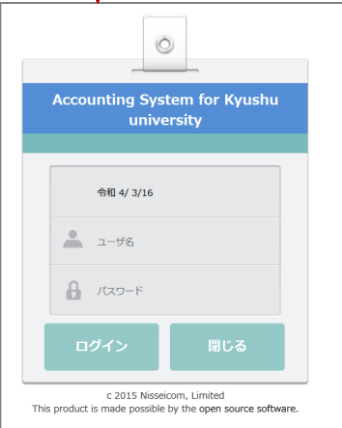 Accounting System for Kyushu
university
令和 4/ 3/16
ユーザ名
パスワード
ログイン
閉じる
c 2015 Nisseicom, Limited
This product is made possible by the open source software.